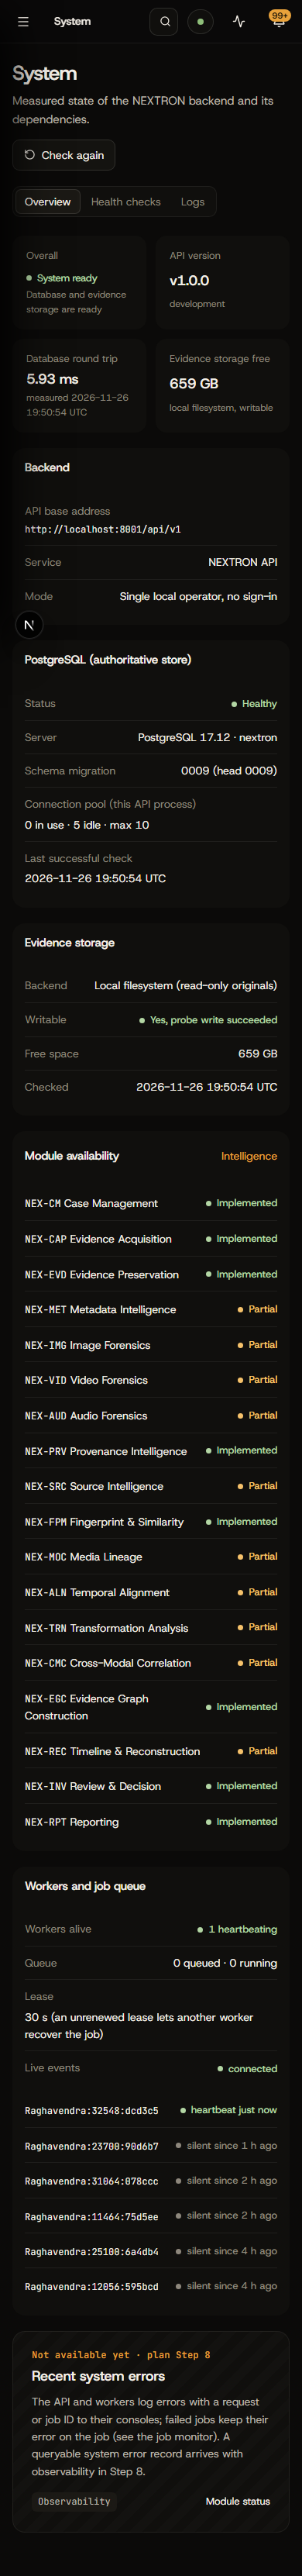 System
99+
System
Measured state of the NEXTRON backend and its
dependencies.
Check again
Overview Health checks Logs
Overall
System ready
Database and evidence
storage are ready
API version
v1.0.0
development
Database round trip
5.93 ms
measured 2026-11-26
19:50:54 UTC
Evidence storage free
659 GB
local filesystem, writable
Backend
API base address
http://localhost:8001/api/v1
Service NEXTRON API
Mode Single local operator, no sign-in
N
PostgreSQL (authoritative store)
Status Healthy
Server PostgreSQL 17.12 · nextron
Schema migration 0009 (head 0009)
Connection pool (this API process)
0 in use · 5 idle · max 10
Last successful check
2026-11-26 19:50:54 UTC
Evidence storage
Backend Local filesystem (read-only originals)
Writable Yes, probe write succeeded
Free space 659 GB
Checked 2026-11-26 19:50:54 UTC
Module availability Intelligence
NEX-CM Case Management Implemented
NEX-CAP Evidence Acquisition Implemented
NEX-EVD Evidence Preservation Implemented
NEX-MET Metadata Intelligence Partial
NEX-IMG Image Forensics Partial
NEX-VID Video Forensics Partial
NEX-AUD Audio Forensics Partial
NEX-PRV Provenance Intelligence Implemented
NEX-SRC Source Intelligence Partial
NEX-FPM Fingerprint & Similarity Implemented
NEX-MOC Media Lineage Partial
NEX-ALN Temporal Alignment Partial
NEX-TRN Transformation Analysis Partial
NEX-CMC Cross-Modal Correlation Partial
NEX-EGC Evidence Graph
Construction Implemented
NEX-REC Timeline & Reconstruction Partial
NEX-INV Review & Decision Implemented
NEX-RPT Reporting Implemented
Workers and job queue
Workers alive 1 heartbeating
Queue 0 queued · 0 running
Lease
30 s (an unrenewed lease lets another worker
recover the job)
Live events connected
Raghavendra:32548:dcd3c5 heartbeat just now
Raghavendra:23700:90d6b7 silent since 1 h ago
Raghavendra:31064:078ccc silent since 2 h ago
Raghavendra:11464:75d5ee silent since 2 h ago
Raghavendra:25100:6a4db4 silent since 4 h ago
Raghavendra:12056:595bcd silent since 4 h ago
Not available yet · plan Step 8
Recent system errors
The API and workers log errors with a request
or job ID to their consoles; failed jobs keep their
error on the job (see the job monitor). A
queryable system error record arrives with
observability in Step 8.
Observability Module status